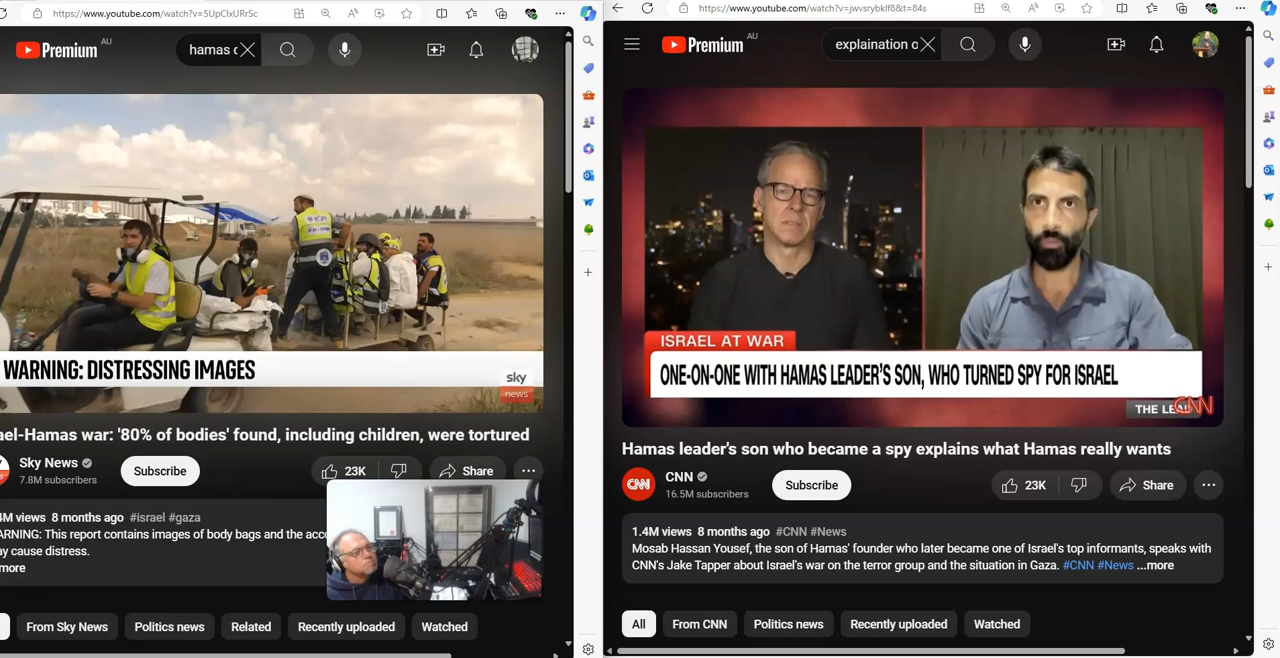 https://www.youtube.com/watch?v=5UpClxURrSc
Premium AU
hamas c
WARNING: DISTRESSING IMAGES
sky
news
ael-Hamas war: '80% of bodies' found, including children, were tortured
Sky News
7.8M subscribers
Subscribe
23K
Share
4M views 8 months ago #israel #gaza
ARNING: This report contains images of body bags and the acco
ay cause distress.
more
From Sky News
Politics news
Related
Recently uploaded
Watched
https://www.youtube.com/watch?v=jwvsrybklf8&t=84s
Premium AU
explaination o
ISRAEL AT WAR
ONE-ON-ONE WITH HAMAS LEADER'S SON, WHO TURNED SPY FOR ISRAEL
THE LEA
CNN
Hamas leader's son who became a spy explains what Hamas really wants
CNN
CNN
16.5M subscribers
Subscribe
23K
Share
1.4M views 8 months ago #CNN #News
Mosab Hassan Yousef, the son of Hamas' founder who later became one of Israel's top informants, speaks with
CNN's Jake Tapper about Israel's war on the terror group and the situation in Gaza. #CNN #News ...more
All
From CNN
Politics news
Recently uploaded
Watched